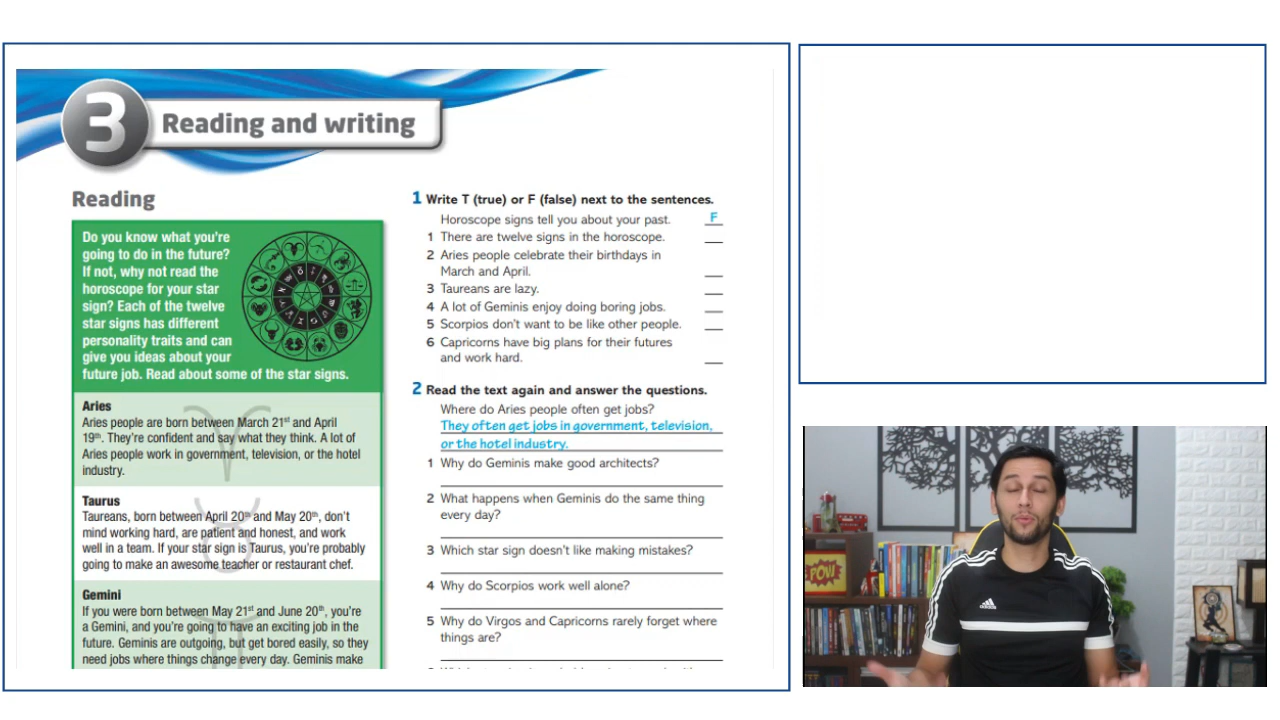 3
Reading and writing
Reading
Do you know what you're
going to do in the future?
If not, why not read the
horoscope for your star
sign? Each of the twelve
star signs has different
personality traits and can
give you ideas about your
future job. Read about some of the star signs.
Aries
Aries people are born between March 21st and April
19th. They're confident and say what they think. A lot of
Aries people work in government, television, or the hotel
industry.
Taurus
Taureans, born between April 20th and May 20th, don't
mind working hard, are patient and honest, and work
well in a team. If your star sign is Taurus, you're probably
going to make an awesome teacher or restaurant chef.
Gemini
If you were born between May 21st and June 20th, you're
a Gemini, and you're going to have an exciting job in the
future. Geminis are outgoing, but get bored easily, so they
need jobs where things change every day. Geminis make
1 Write T (true) or F (false) next to the sentences.
Horoscope signs tell you about your past. F
1 There are twelve signs in the horoscope.
2 Aries people celebrate their birthdays in
March and April.
3 Taureans are lazy.
4 A lot of Geminis enjoy doing boring jobs.
5 Scorpios don't want to be like other people.
6 Capricorns have big plans for their futures
and work hard.
2 Read the text again and answer the questions.
Where do Aries people often get jobs?
They often get jobs in government, television,
or the hotel industry.
1 Why do Geminis make good architects?
2 What happens when Geminis do the same thing
every day?
3 Which star sign doesn't like making mistakes?
4 Why do Scorpios work well alone?
5 Why do Virgos and Capricorns rarely forget where
things are?
POW!
adidas